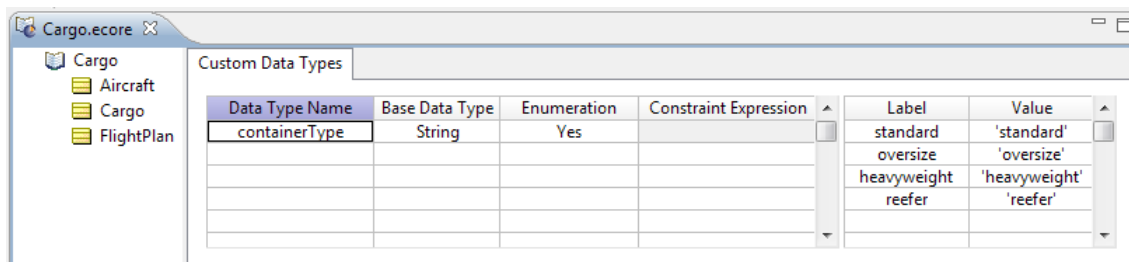 Cargo.ecore
Cargo
Aircraft
Cargo
FlightPlan
Custom Data Types
Data Type Name Base Data Type Enumeration Constraint Expression Label Value
containerType String Yes standard 'standard'
oversize 'oversize'
heavyweight 'heavyweight'
reefer 'reefer'